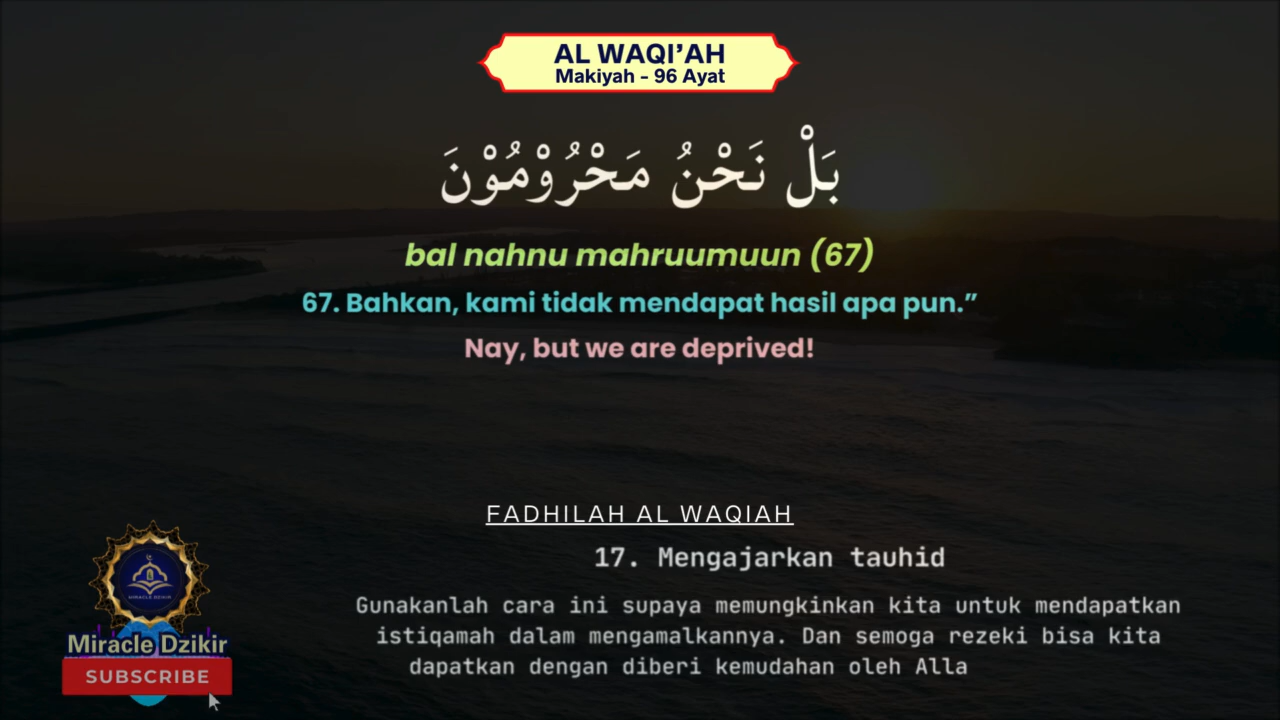 AL WAQI’AH
Makiyah - 96 Ayat
بَلْ نَحْنُ مَحْرُوْمُوْنَ
bal nahnu mahruumuun (67)
67. Bahkan, kami tidak mendapat hasil apa pun.”
Nay, but we are deprived!
FADHILAH AL WAQIAH
17. Mengajarkan tauhid
Gunakanlah cara ini supaya memungkinkan kita untuk mendapatkan
istiqamah dalam mengamalkannya. Dan semoga rezeki bisa kita
dapatkan dengan diberi kemudahan oleh Alla
MIRACLE DZIKIR
Miracle Dzikir
SUBSCRIBE